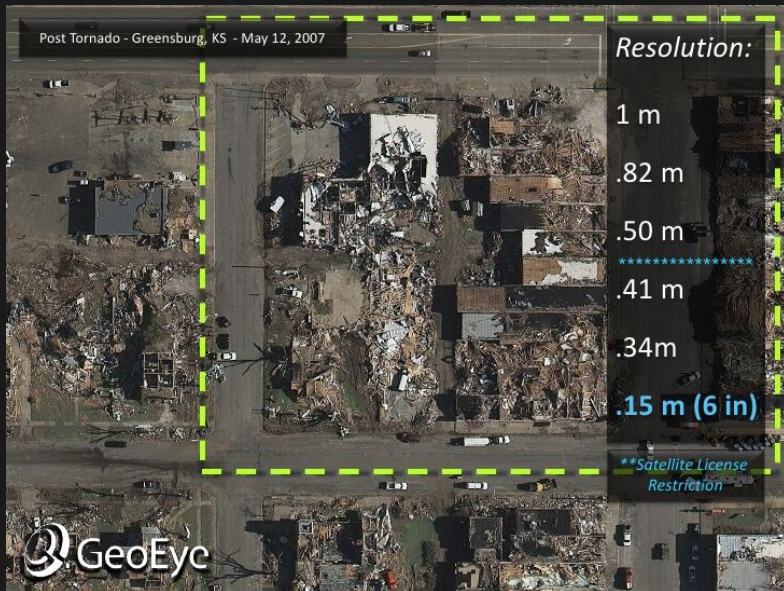 Post Tornado - Greensburg, KS - May 12, 2007
Resolution:
1 m
.82 m
.50 m
****************
.41 m
.34m
.15 m (6 in)
**Satellite License
Restriction
GeoEye